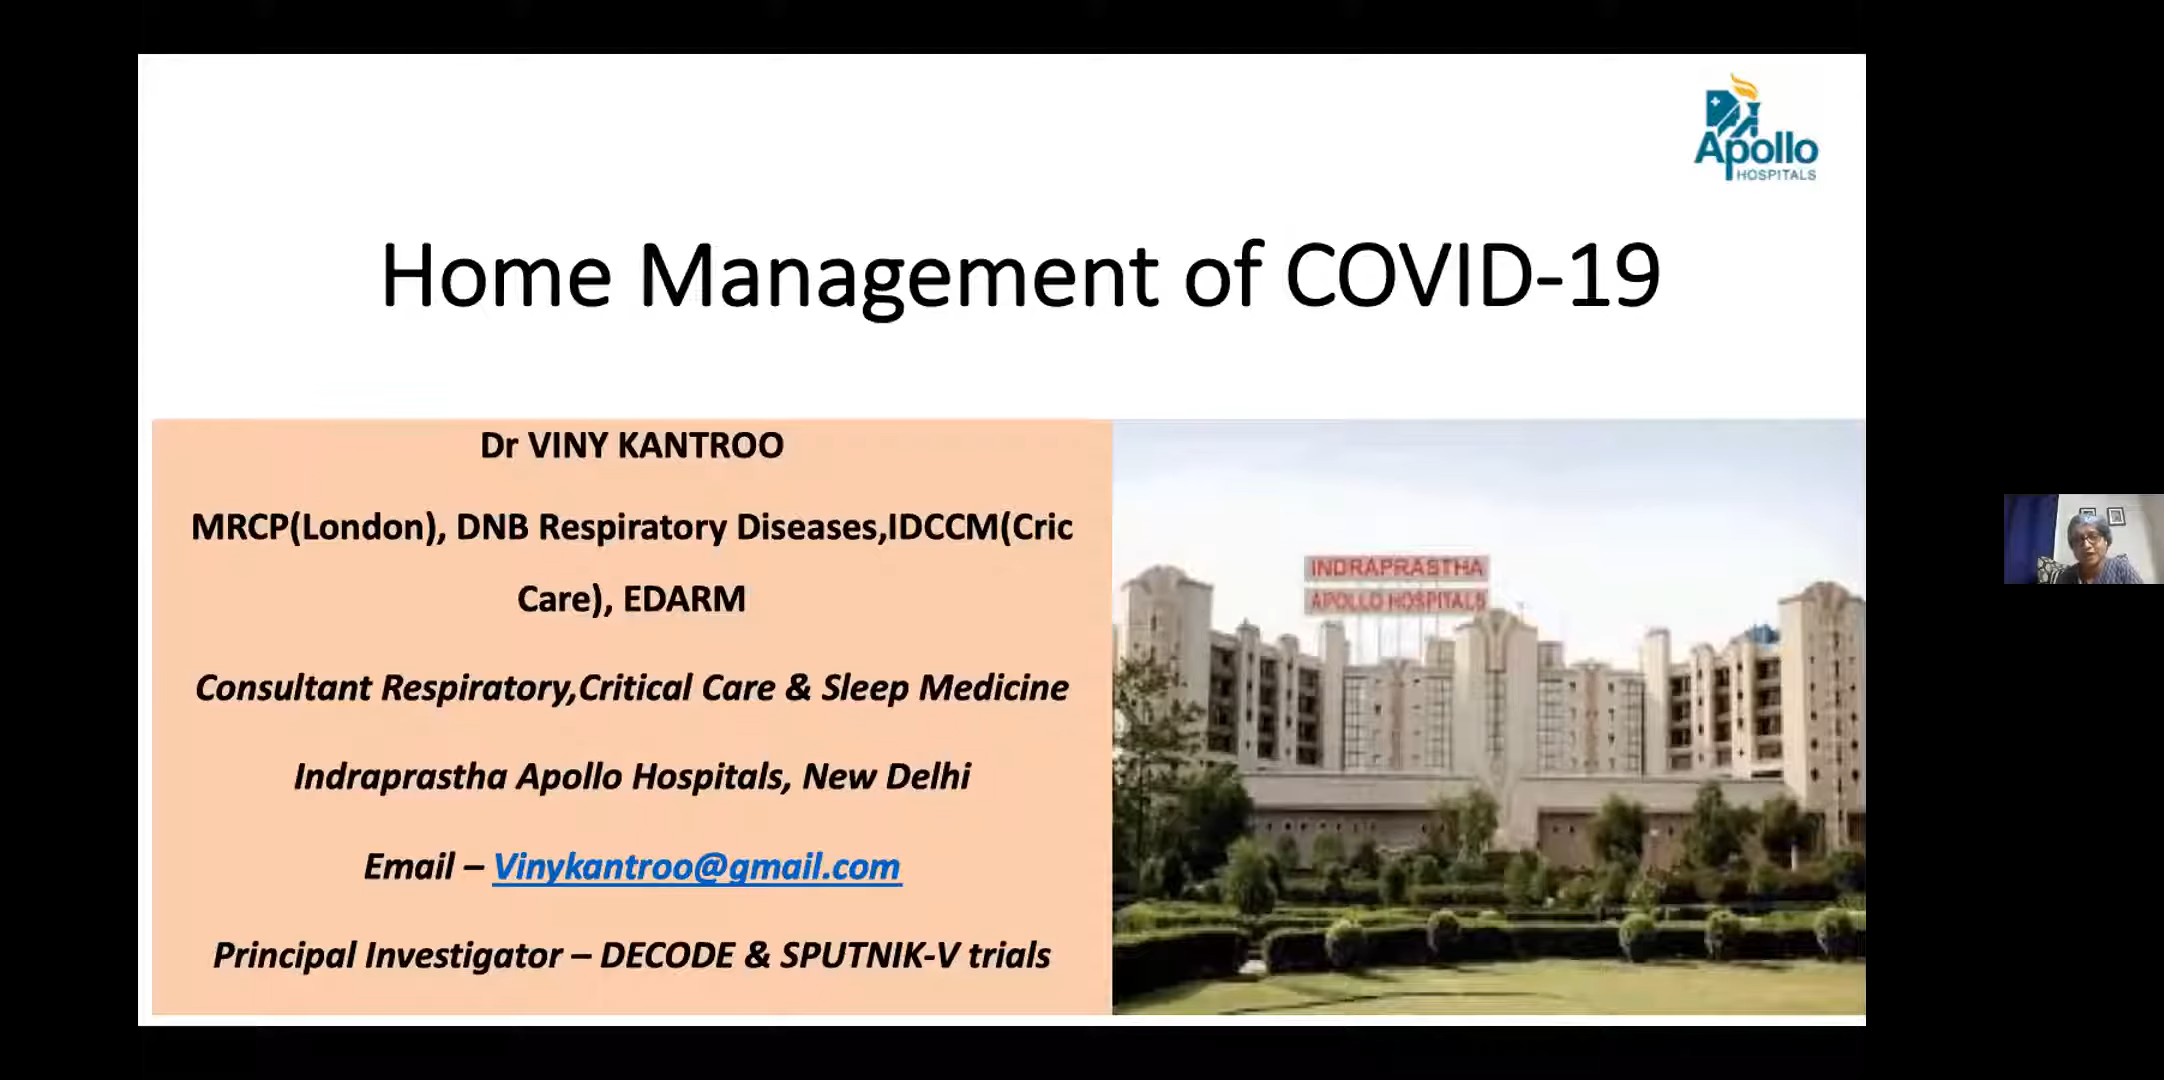 Apollo
HOSPITALS
Home Management of COVID-19
Dr VINY KANTROO
MRCP(London), DNB Respiratory Diseases,IDCCM(Cric
Care), EDARM
Consultant Respiratory,Critical Care & Sleep Medicine
Indraprastha Apollo Hospitals, New Delhi
Email – Vinykantroo@gmail.com
Principal Investigator – DECODE & SPUTNIK-V trials
INDRAPRASTHA
APOLLO HOSPITALS